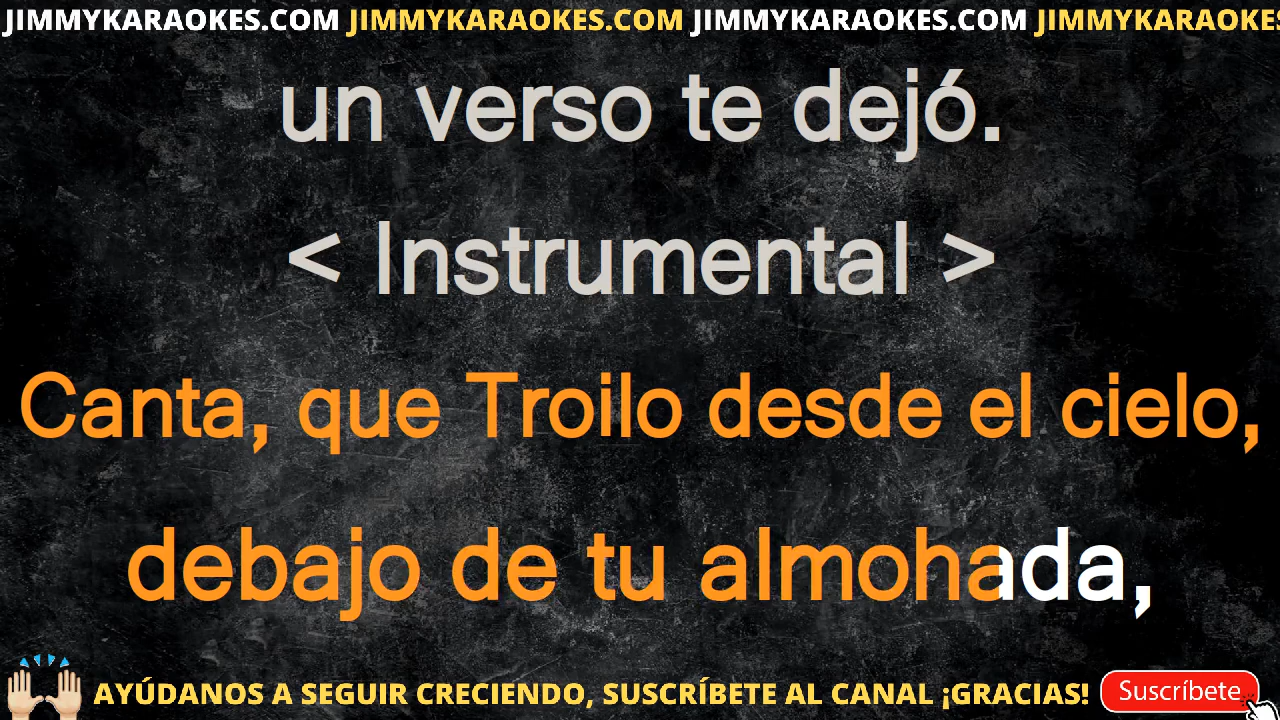 JIMMYKARAOKES.COM JIMMYKARAOKES.COM JIMMYKARAOKES.COM JIMMYKARAOKE
un verso te dejó.
< Instrumental >
Canta, que Troilo desde el cielo,
debajo de tu almohada,
AYÚDANOS A SEGUIR CRECIENDO, SUSCRÍBETE AL CANAL ¡GRACIAS! Suscríbete